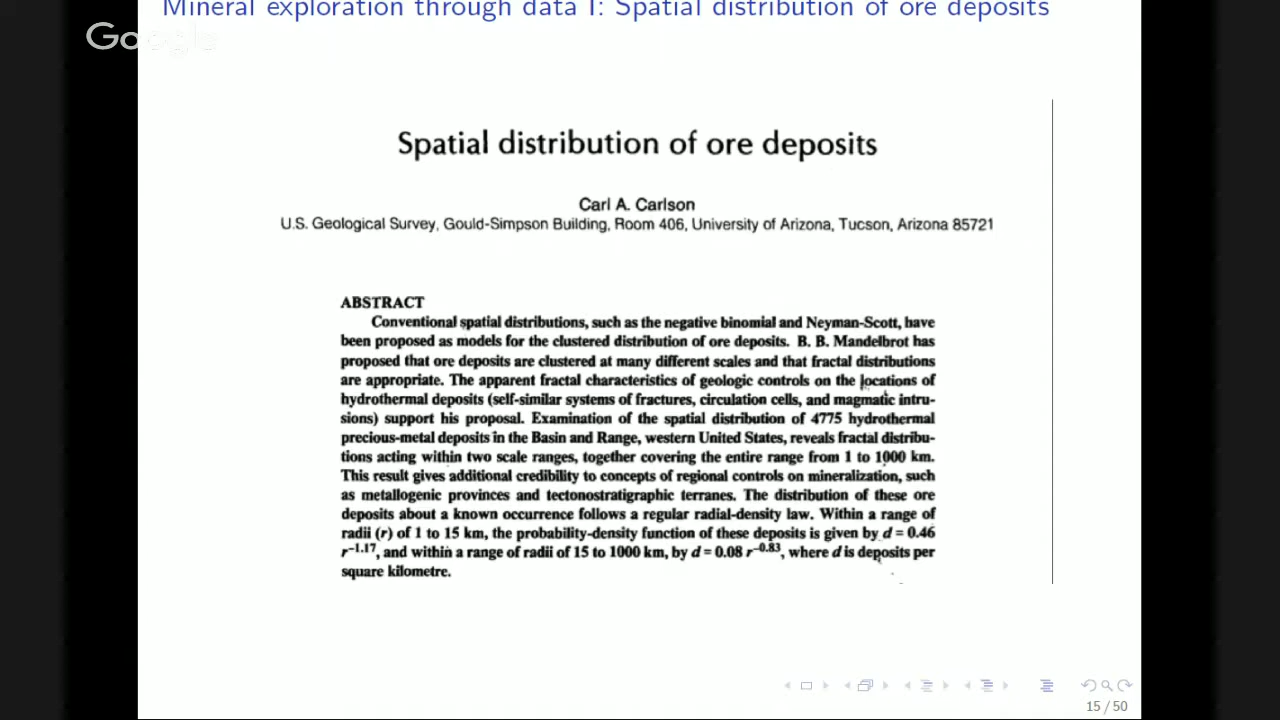 Mineral exploration through data I: Spatial distribution of ore deposits
Google
Spatial distribution of ore deposits
Carl A. Carlson
U.S. Geological Survey, Gould-Simpson Building, Room 406, University of Arizona, Tucson, Arizona 85721
ABSTRACT
Conventional spatial distributions, such as the negative binomial and Neyman-Scott, have
been proposed as models for the clustered distribution of ore deposits. B. B. Mandelbrot has
proposed that ore deposits are clustered at many different scales and that fractal distributions
are appropriate. The apparent fractal characteristics of geologic controls on the locations of
hydrothermal deposits (self-similar systems of fractures, circulation cells, and magmatic intru-
sions) support his proposal. Examination of the spatial distribution of 4775 hydrothermal
precious-metal deposits in the Basin and Range, western United States, reveals fractal distribu-
tions acting within two scale ranges, together covering the entire range from 1 to 1000 km.
This result gives additional credibility to concepts of regional controls on mineralization, such
as metallogenic provinces and tectonostratigraphic terranes. The distribution of these ore
deposits about a known occurrence follows a regular radial-density law. Within a range of
radii (r) of 1 to 15 km, the probability-density function of these deposits is given by d = 0.46
r⁻¹·¹⁷, and within a range of radii of 15 to 1000 km, by d = 0.08 r⁻⁰·⁸³, where d is deposits per
square kilometre.
15 / 50